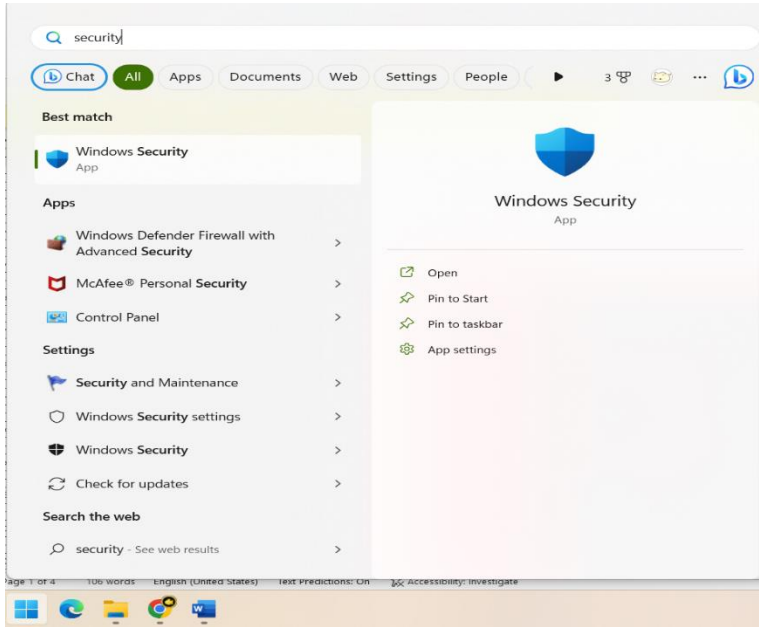 security
Chat All Apps Documents Web Settings People 3 ...
Best match
Windows Security
App
Apps
Windows Defender Firewall with
Advanced Security
McAfee® Personal Security
Control Panel
Settings
Security and Maintenance
Windows Security settings
Windows Security
Check for updates
Search the web
security - See web results
Windows Security
App
Open
Pin to Start
Pin to taskbar
App settings
Page 1 of 4 106 words English (United States) Text Predictions: On Accessibility: Investigate